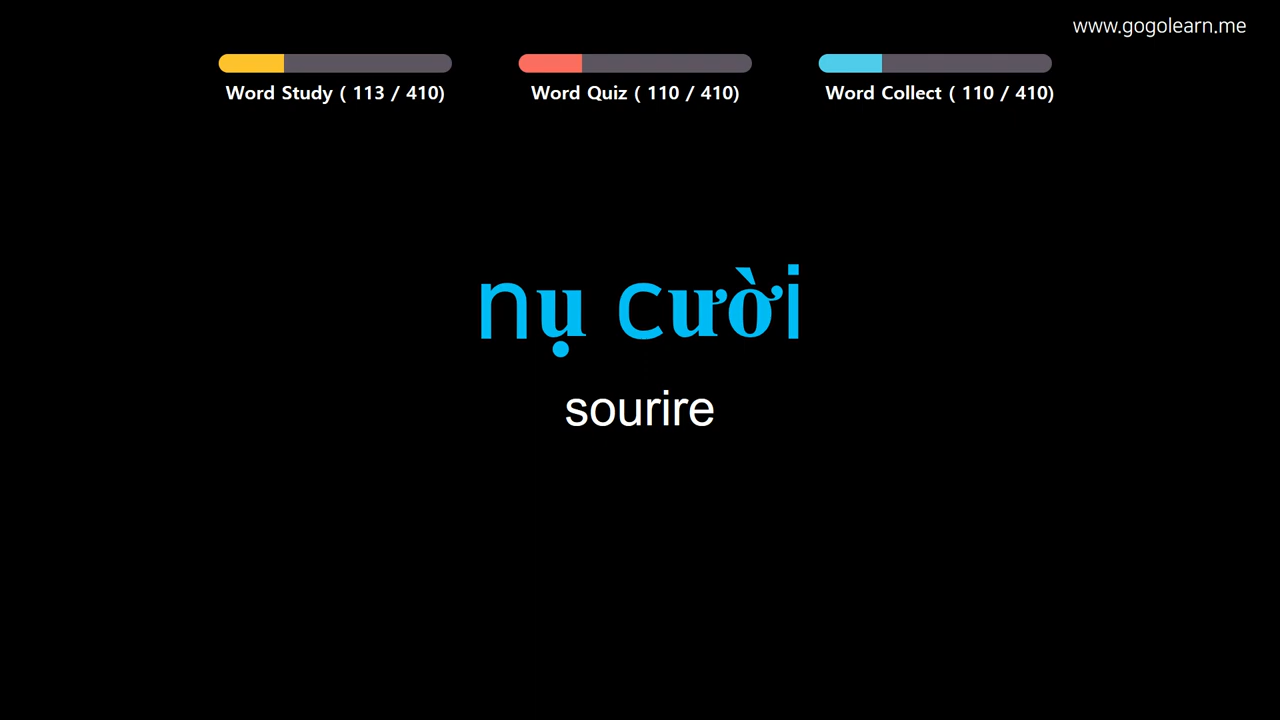 www.gogolearn.me
Word Study ( 113 / 410)
Word Quiz ( 110 / 410)
Word Collect ( 110 / 410)
nụ cười
sourire